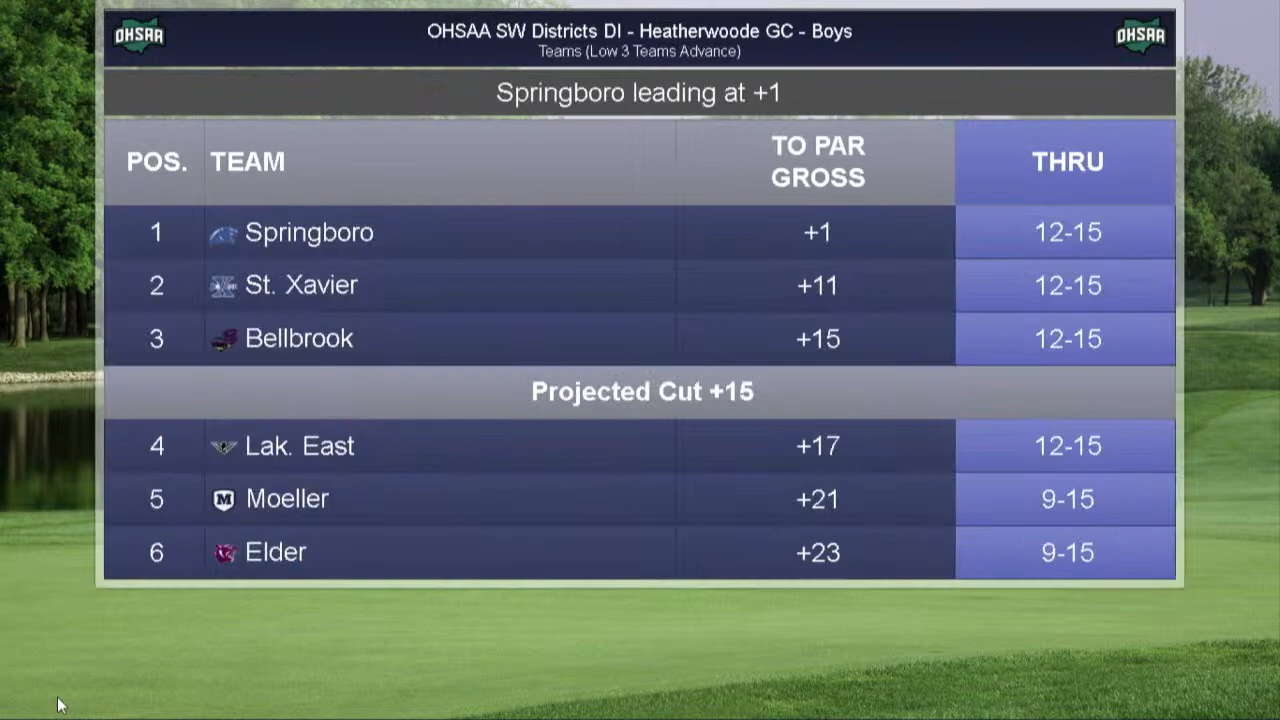 OHSAA
OHSAA SW Districts DI - Heatherwoode GC - Boys
OHSAA
Teams (Low 3 Teams Advance)
Springboro leading at +1
POS. TEAM TO PAR GROSS THRU
1 Springboro +1 12-15
2 St. Xavier +11 12-15
3 Bellbrook +15 12-15
Projected Cut +15
4 Lak. East +17 12-15
5 M Moeller +21 9-15
6 Elder +23 9-15